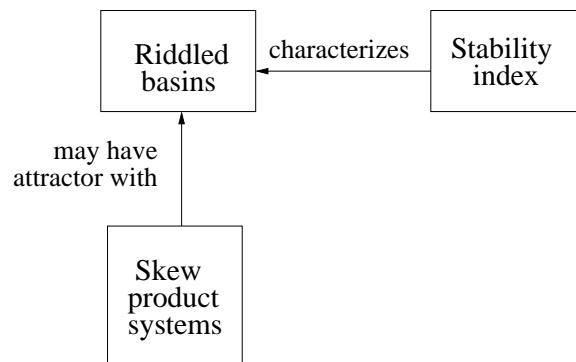 Riddled
basins
characterizes
Stability
index
may have
attractor with
Skew
product
systems